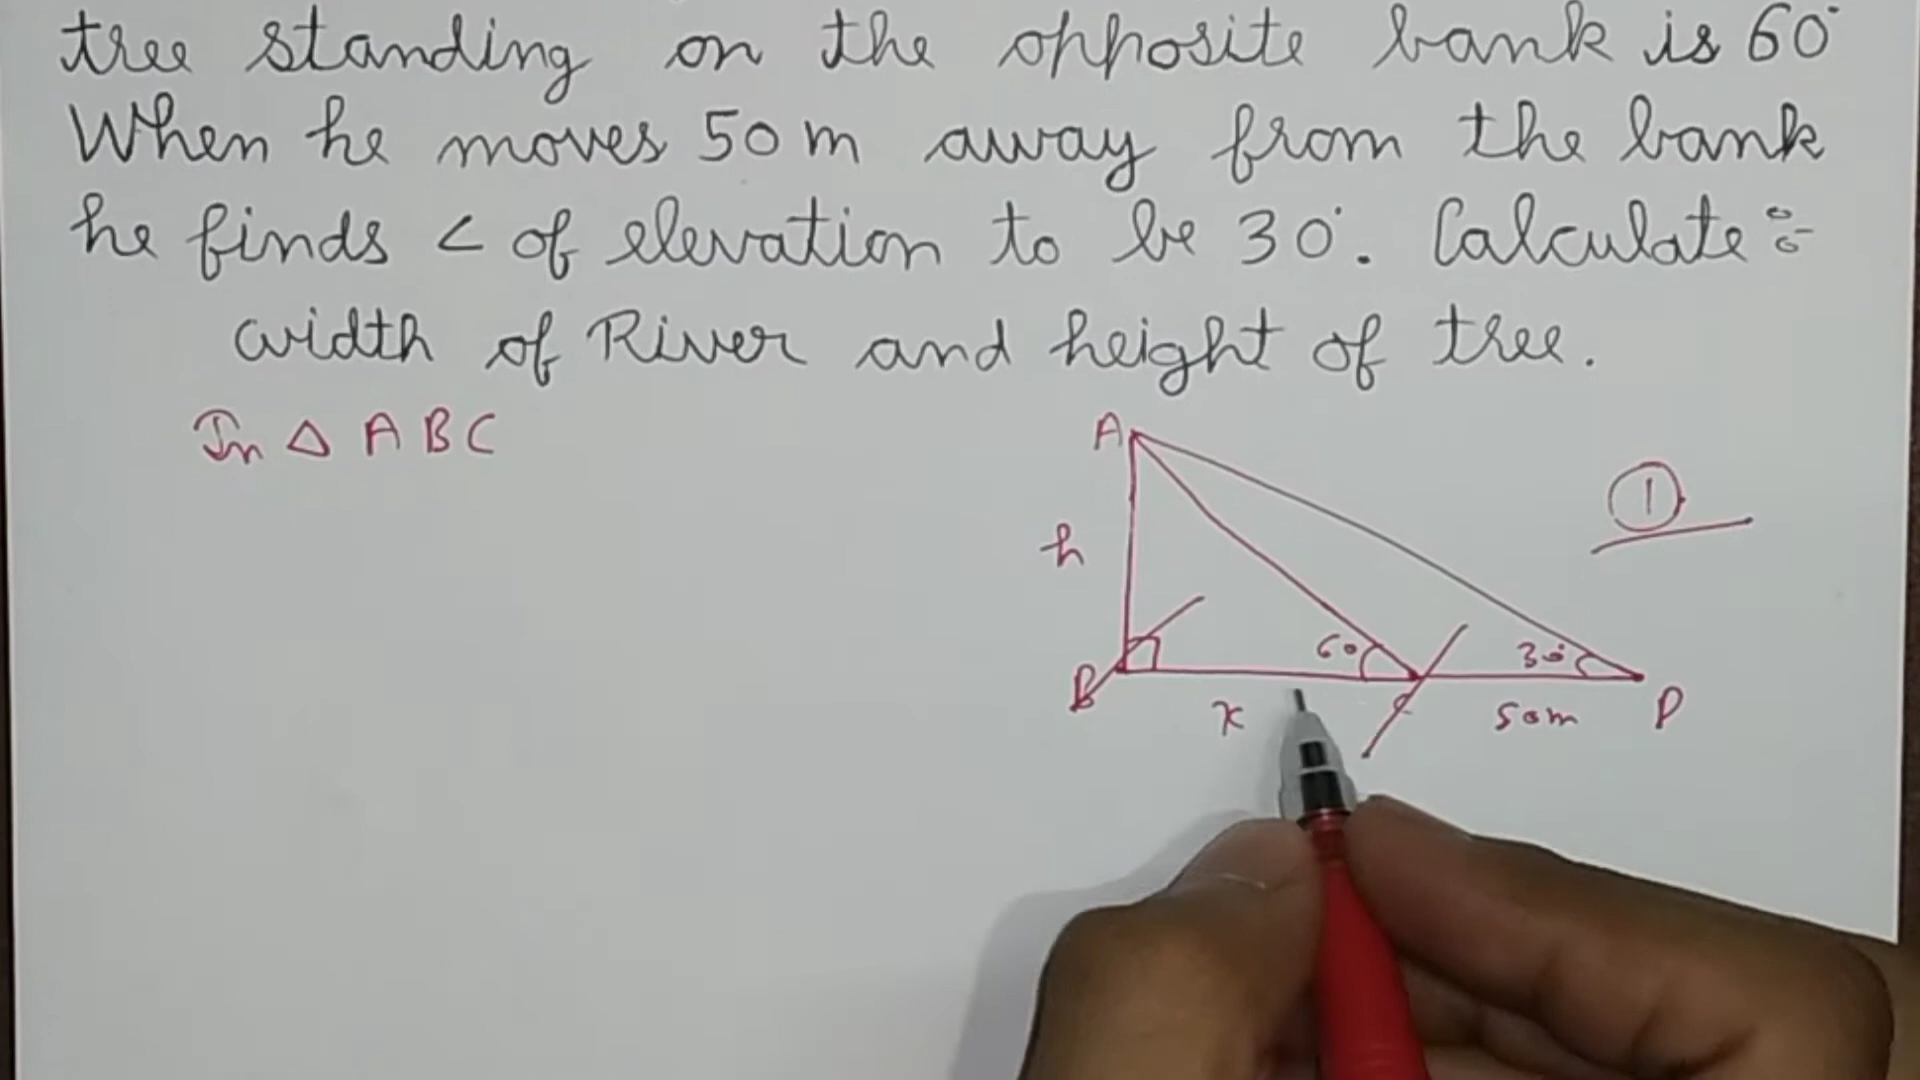 tree standing on the opposite bank is 60°
When he moves 50 m away from the bank
he finds < of elevation to be 30°. Calculate :-
width of River and height of tree.
In △ ABC
A
1
h
60
30°
B
x
C
50m
D